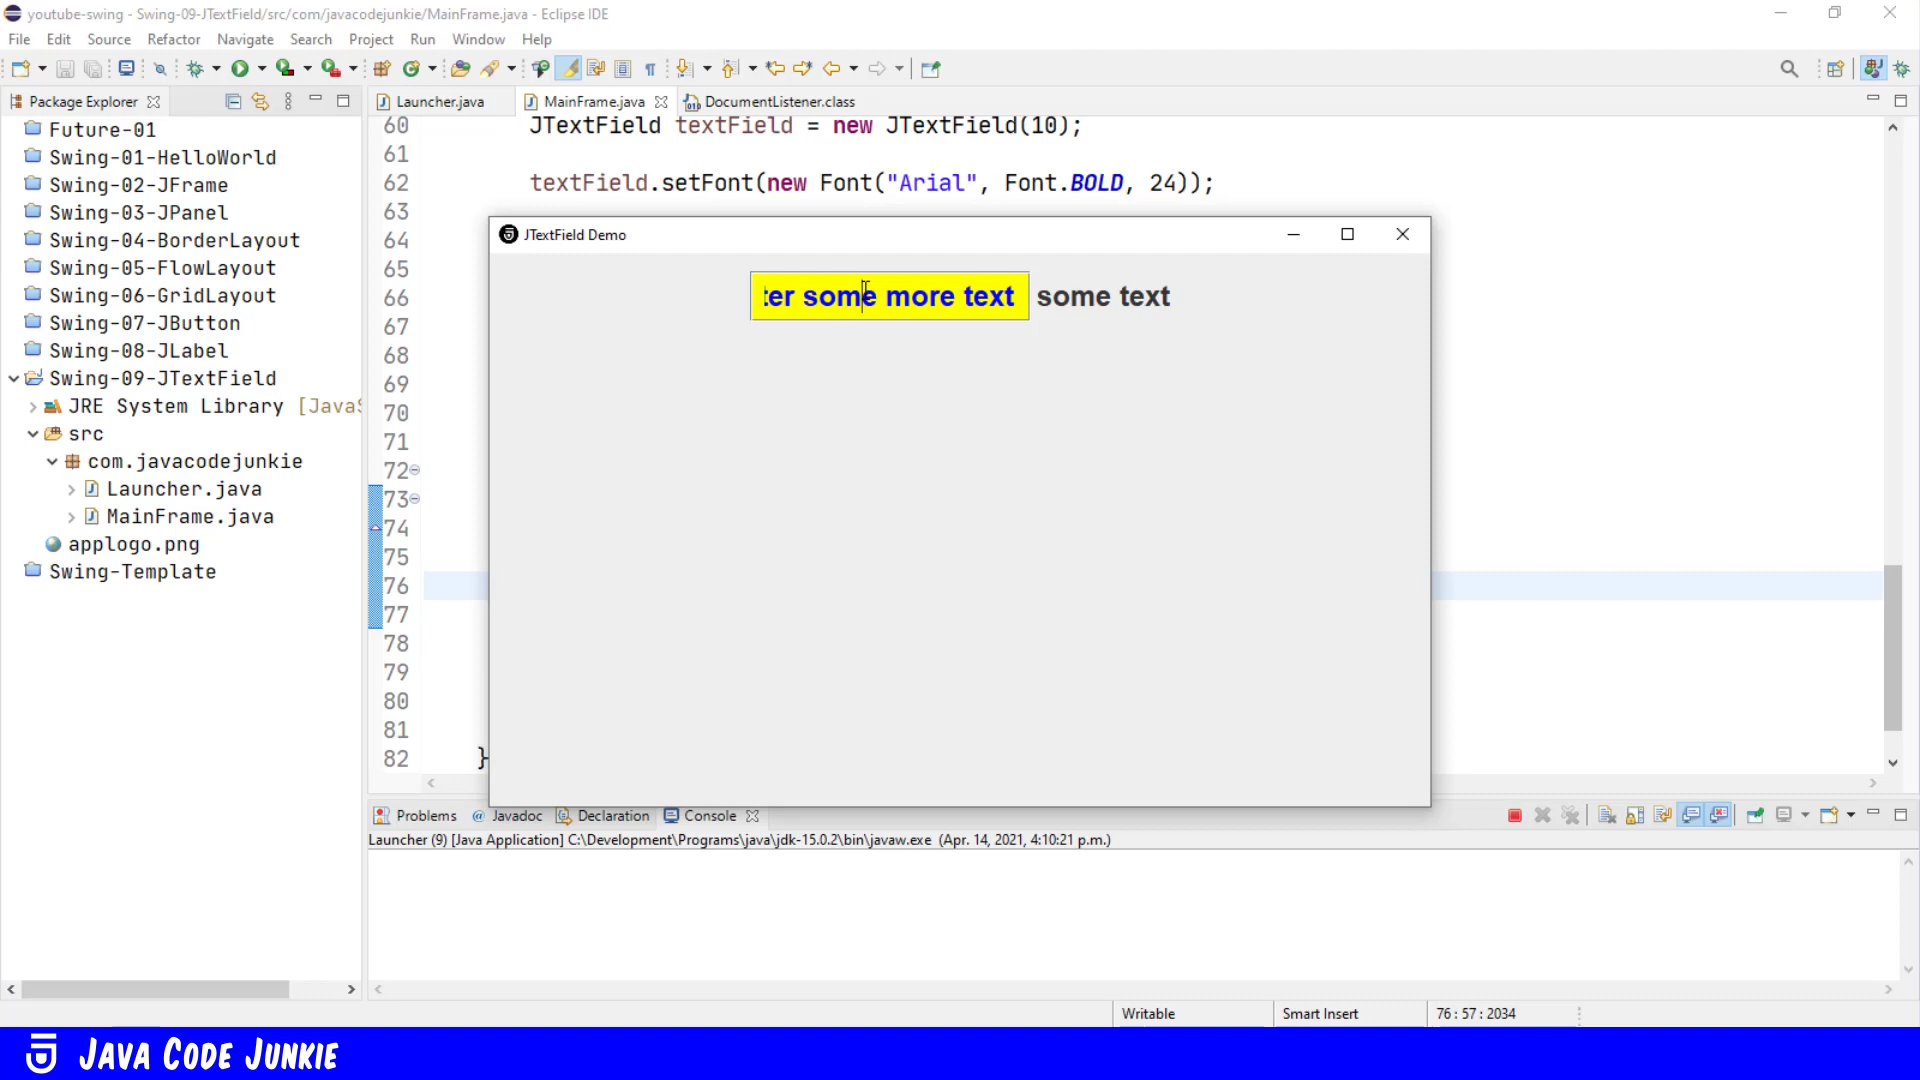 youtube-swing - Swing-09-JTextField/src/com/javacodejunkie/MainFrame.java - Eclipse IDE
File Edit Source Refactor Navigate Search Project Run Window Help
Package Explorer
Launcher.java MainFrame.java DocumentListener.class
Future-01
Swing-01-HelloWorld
Swing-02-JFrame
Swing-03-JPanel
Swing-04-BorderLayout
Swing-05-FlowLayout
Swing-06-GridLayout
Swing-07-JButton
Swing-08-JLabel
Swing-09-JTextField
JRE System Library [JavaS
src
com.javacodejunkie
Launcher.java
MainFrame.java
applogo.png
Swing-Template
60 JTextField textField = new JTextField(10);
61
62 textField.setFont(new Font("Arial", Font.BOLD, 24));
63
64
65
66
67
68
69
70
71
72
73
74
75
76
77
78
79
80
81
82 }
JTextField Demo
ter some more text some text
Problems Javadoc Declaration Console
Launcher (9) [Java Application] C:\Development\Programs\java\jdk-15.0.2\bin\javaw.exe (Apr. 14, 2021, 4:10:21 p.m.)
Writable Smart Insert 76 : 57 : 2034
JAVA CODE JUNKIE